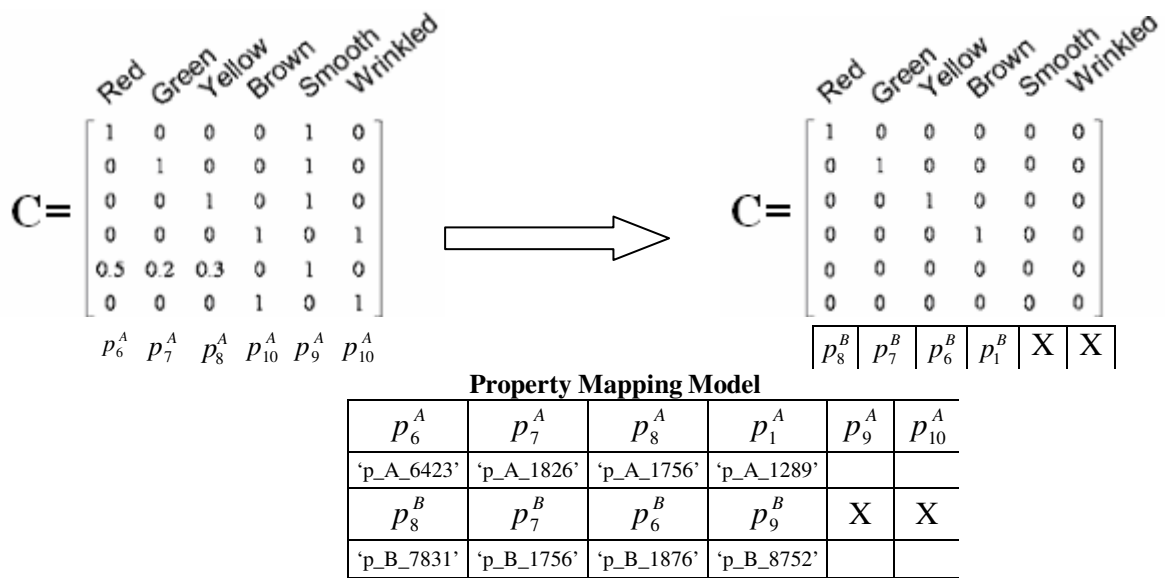 Red Green Yellow Brown Smooth Wrinkled
C=
1 0 0 0 1 0
0 1 0 0 1 0
0 0 1 0 1 0
0 0 0 1 0 1
0.5 0.2 0.3 0 1 0
0 0 0 1 0 1
p_6^A p_7^A p_8^A p_10^A p_9^A p_10^A
Red Green Yellow Brown Smooth Wrinkled
C=
1 0 0 0 0 0
0 1 0 0 0 0
0 0 1 0 0 0
0 0 0 1 0 0
0 0 0 0 0 0
0 0 0 0 0 0
p_8^B p_7^B p_6^B p_1^B X X
Property Mapping Model
p_6^A p_7^A p_8^A p_1^A p_9^A p_10^A
‘p_A_6423’ ‘p_A_1826’ ‘p_A_1756’ ‘p_A_1289’
p_8^B p_7^B p_6^B p_9^B X X
‘p_B_7831’ ‘p_B_1756’ ‘p_B_1876’ ‘p_B_8752’